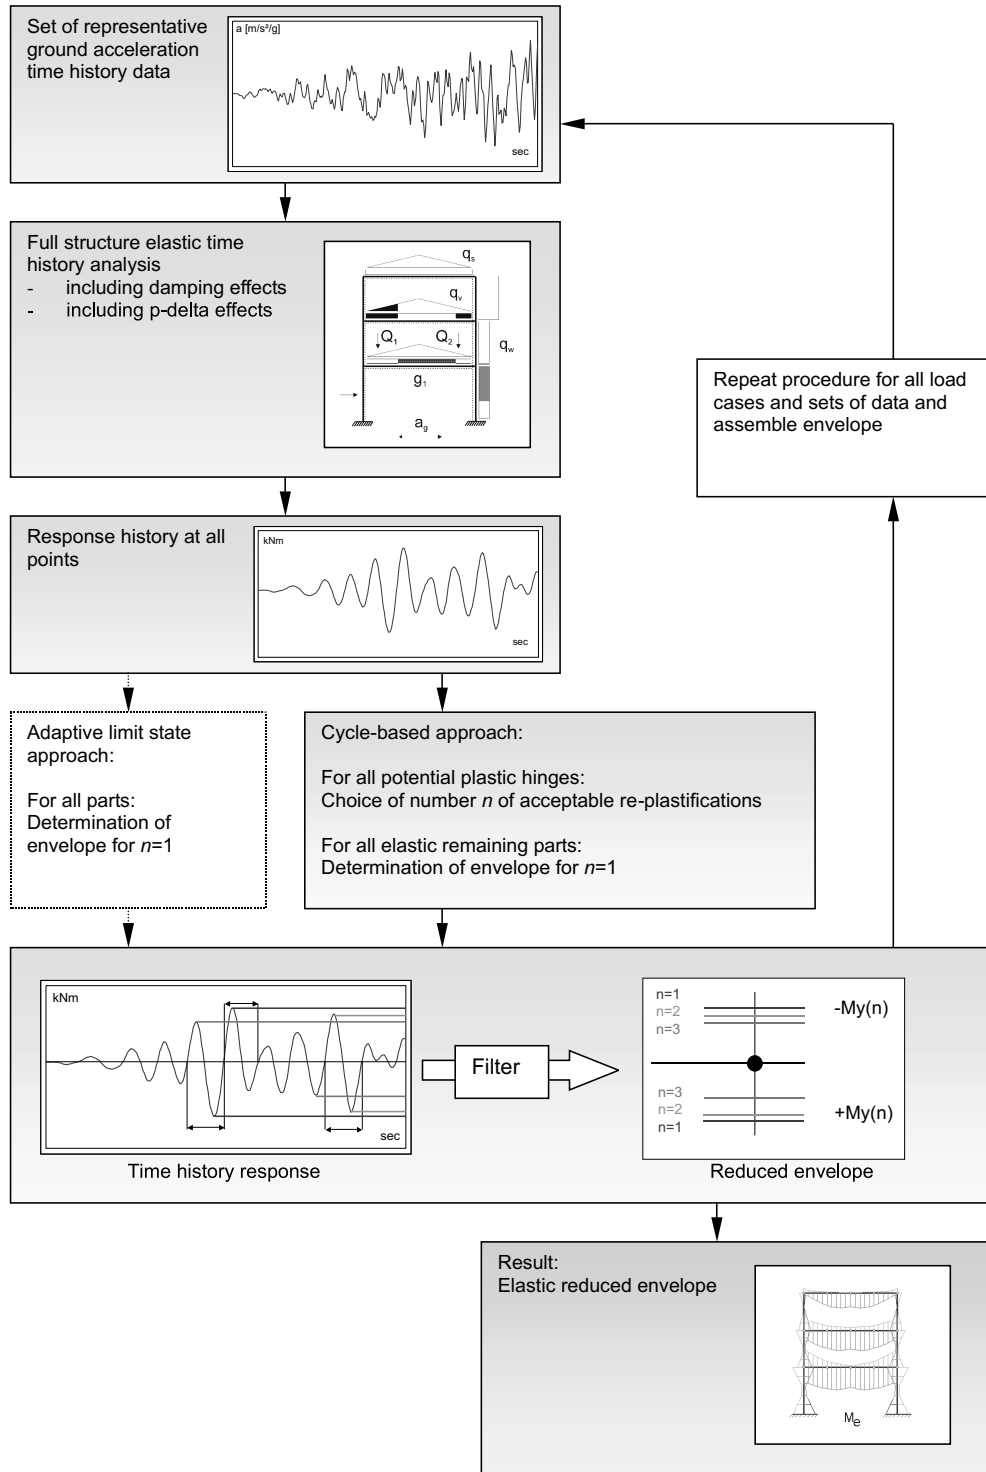 Set of representative
ground acceleration
time history data
a [m/s²/g]
sec
Full structure elastic time
history analysis
- including damping effects
- including p-delta effects
qs
qv
Q1
Q2
qw
g1
ag
Repeat procedure for all load
cases and sets of data and
assemble envelope
Response history at all
points
kNm
sec
Adaptive limit state
approach:
For all parts:
Determination of
envelope for n=1
Cycle-based approach:
For all potential plastic hinges:
Choice of number n of acceptable re-plastifications
For all elastic remaining parts:
Determination of envelope for n=1
kNm
sec
Time history response
Filter
n=1
n=2
n=3
-My(n)
n=3
n=2
n=1
+My(n)
Reduced envelope
Result:
Elastic reduced envelope
Me